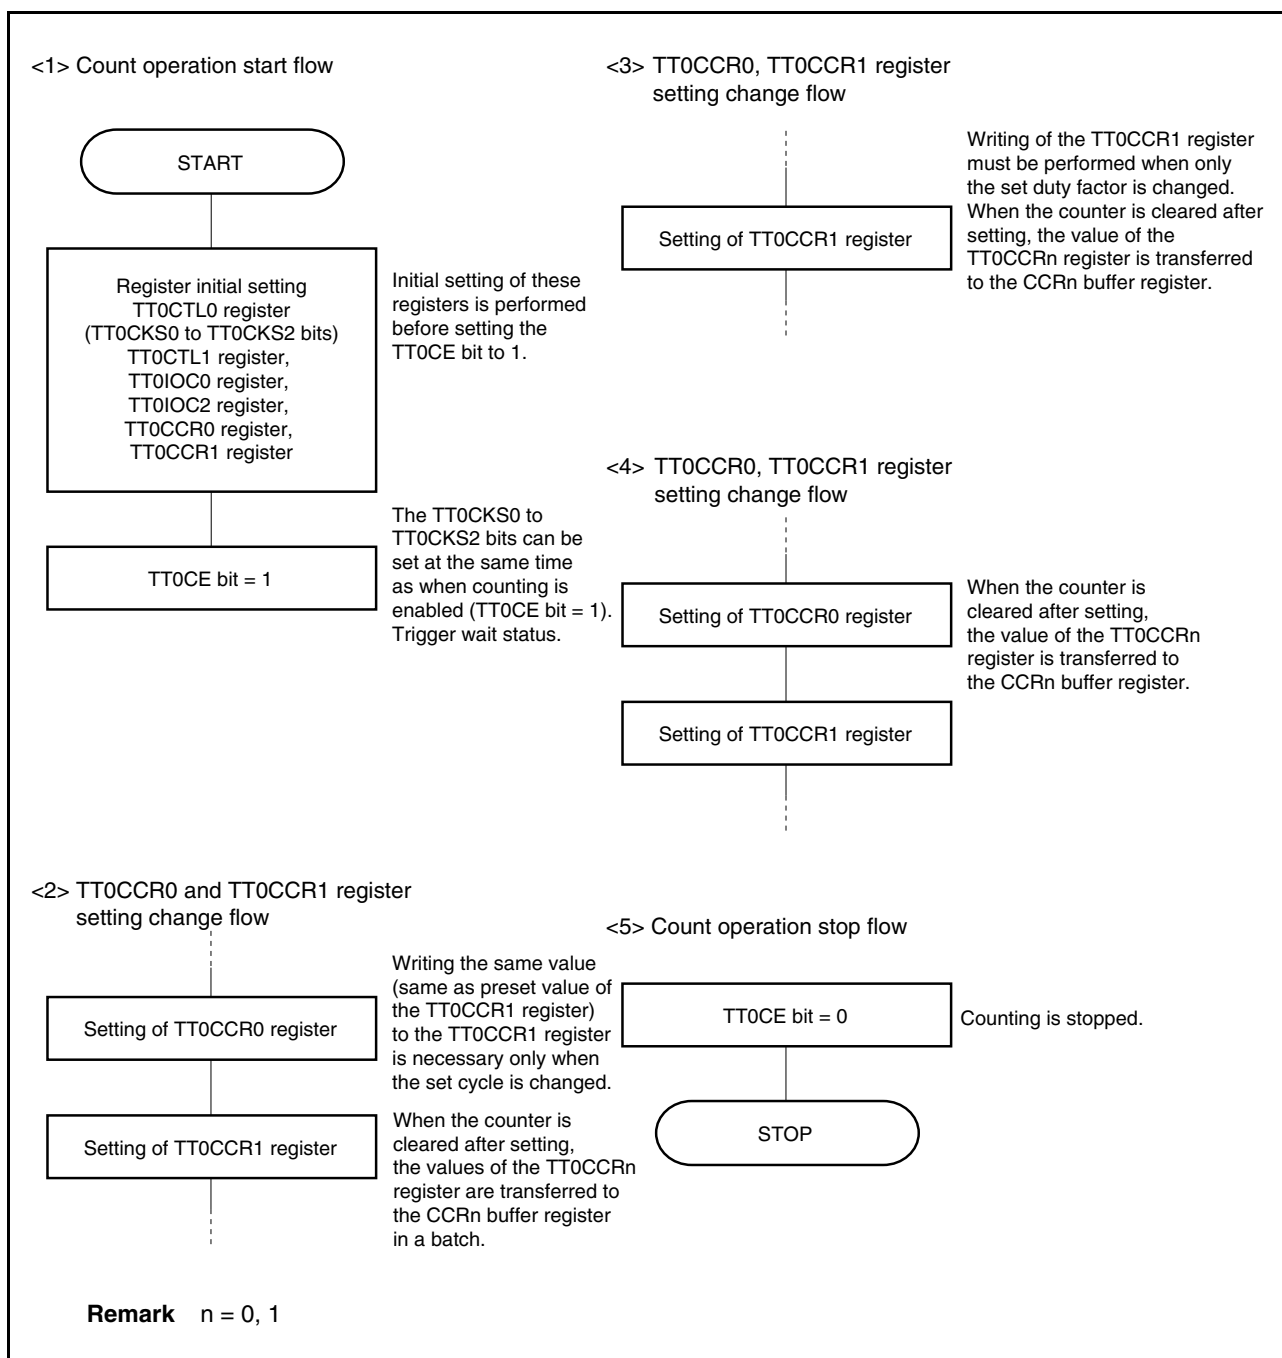 <1> Count operation start flow
START
Register initial setting
TT0CTL0 register
(TT0CKS0 to TT0CKS2 bits)
TT0CTL1 register,
TT0IOC0 register,
TT0IOC2 register,
TT0CCR0 register,
TT0CCR1 register
Initial setting of these
registers is performed
before setting the
TT0CE bit to 1.
TT0CE bit = 1
The TT0CKS0 to
TT0CKS2 bits can be
set at the same time
as when counting is
enabled (TT0CE bit = 1).
Trigger wait status.
<2> TT0CCR0 and TT0CCR1 register
setting change flow
Setting of TT0CCR0 register
Writing the same value
(same as preset value of
the TT0CCR1 register)
to the TT0CCR1 register
is necessary only when
the set cycle is changed.
Setting of TT0CCR1 register
When the counter is
cleared after setting,
the values of the TT0CCRn
register are transferred to
the CCRn buffer register
in a batch.
<3> TT0CCR0, TT0CCR1 register
setting change flow
Setting of TT0CCR1 register
Writing of the TT0CCR1 register
must be performed when only
the set duty factor is changed.
When the counter is cleared after
setting, the value of the
TT0CCRn register is transferred
to the CCRn buffer register.
<4> TT0CCR0, TT0CCR1 register
setting change flow
Setting of TT0CCR0 register
When the counter is
cleared after setting,
the value of the TT0CCRn
register is transferred to
the CCRn buffer register.
Setting of TT0CCR1 register
<5> Count operation stop flow
TT0CE bit = 0
Counting is stopped.
STOP
Remark n = 0, 1